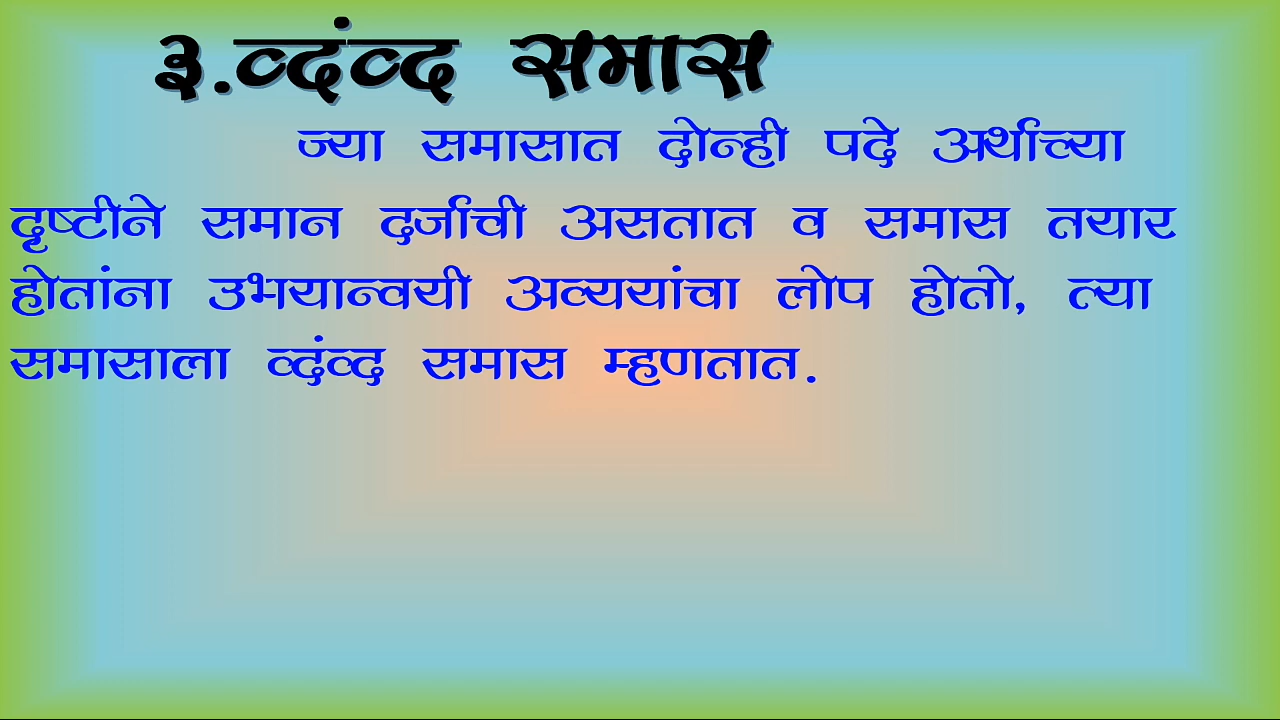 ३.व्दंव्द समास
ज्या समासात दोन्ही पदे अर्थाच्या
दृष्टीने समान दर्जाची असतात व समास तयार
होतांना उभयान्वयी अव्ययांचा लोप होतो, त्या
समासाला व्दंव्द समास म्हणतात.